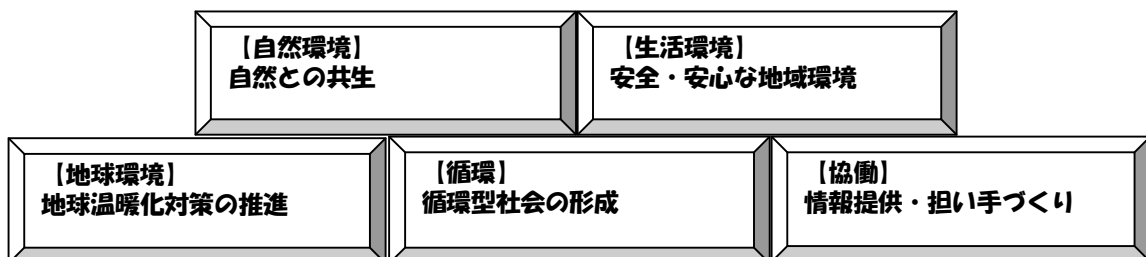 【自然環境】
自然との共生
【生活環境】
安全・安心な地域環境
【地球環境】
地球温暖化対策の推進
【循環】
循環型社会の形成
【協働】
情報提供・担い手づくり